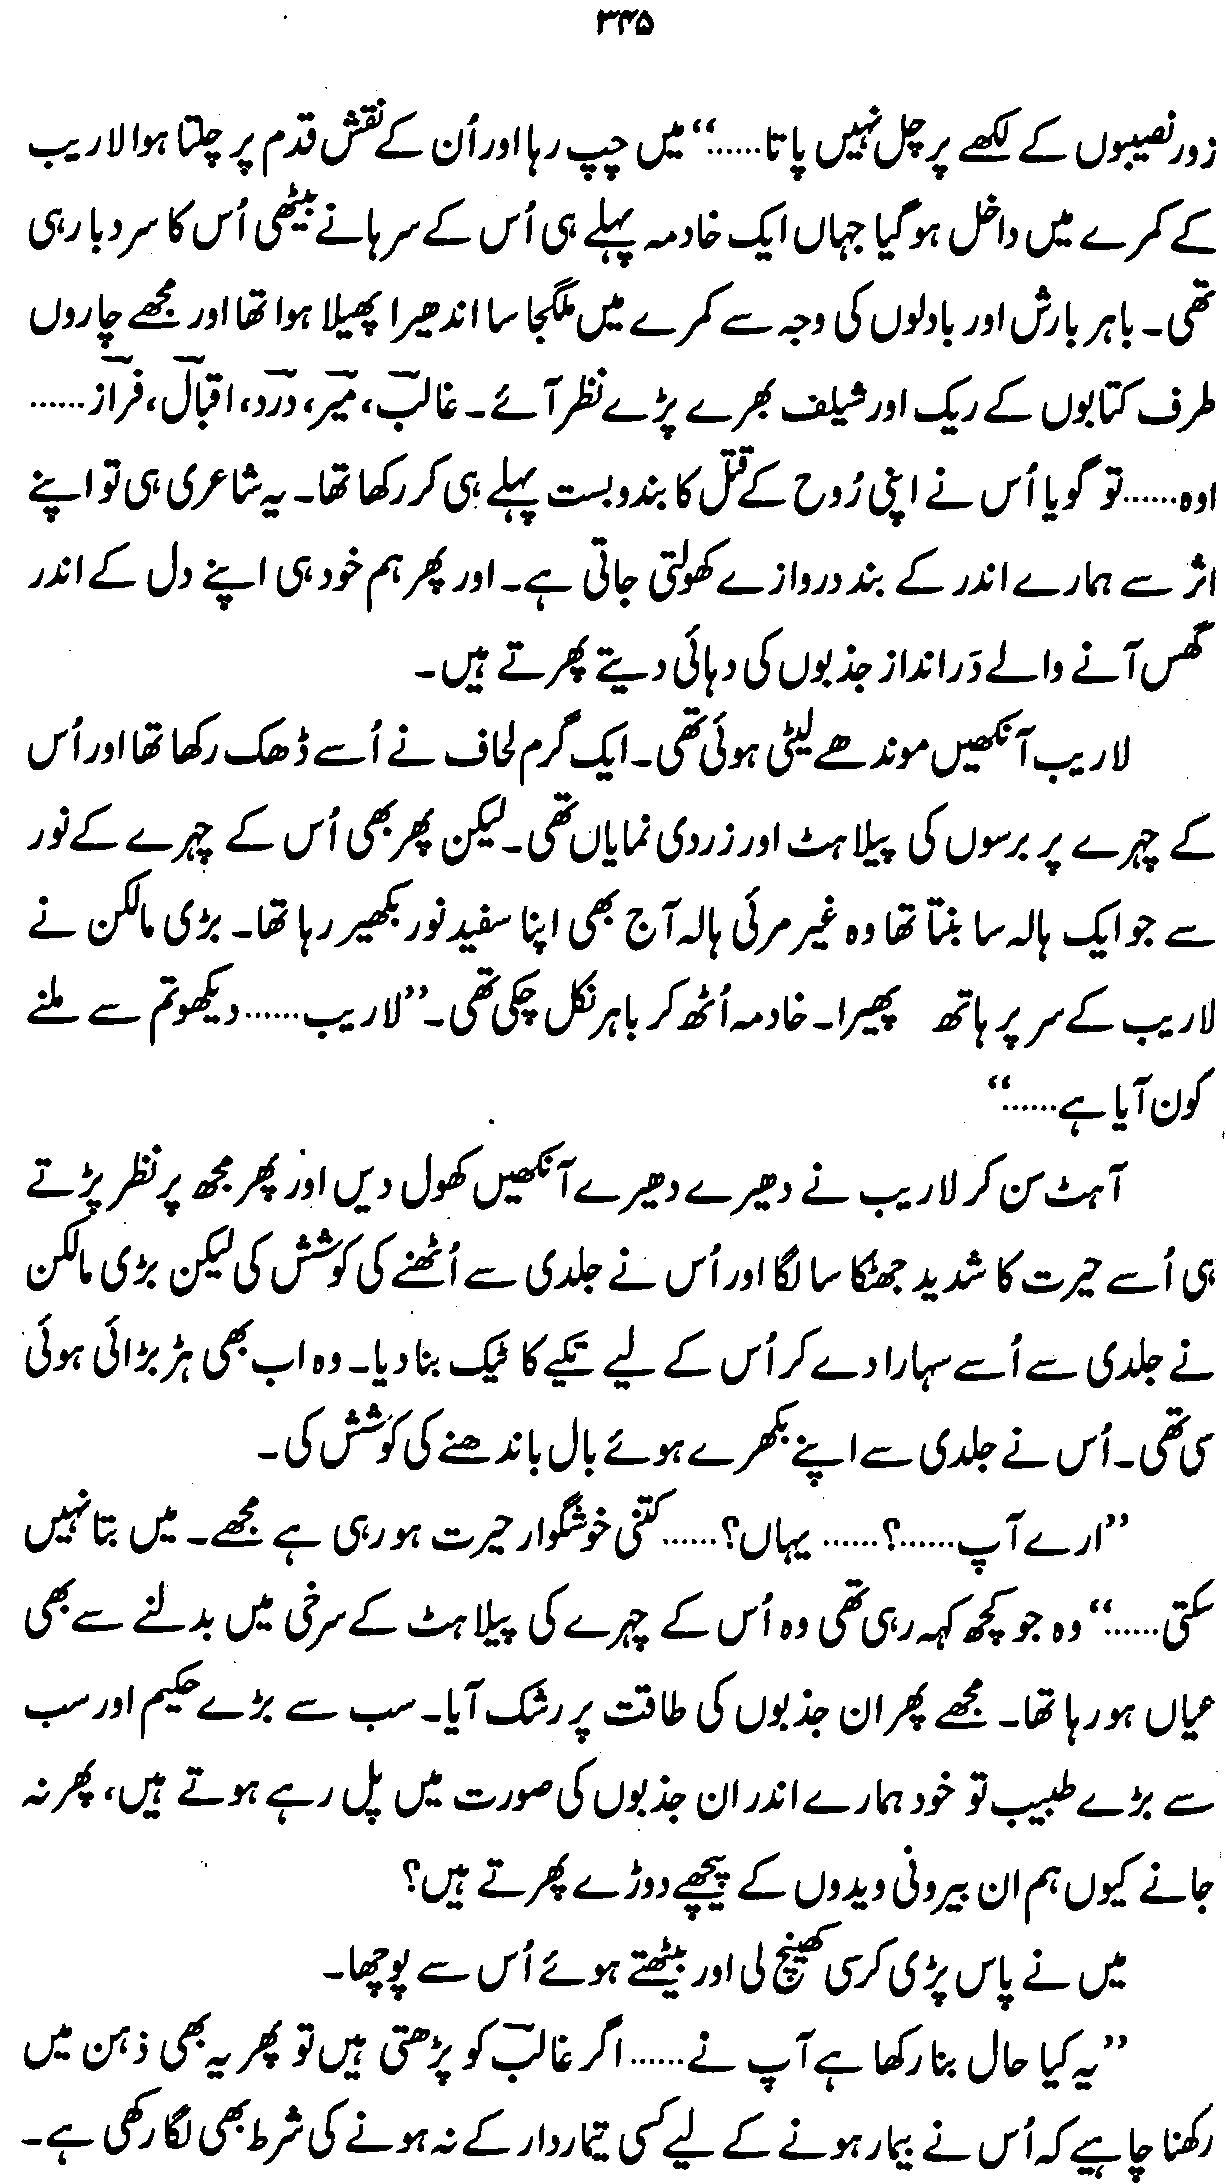 ۳۴۵
زور نصیبوں کے لکھے پر چل نہیں پاتا......‘‘ میں چپ رہا اور اُن کے نقش قدم پر چلتا ہوا لاریب
کے کمرے میں داخل ہو گیا جہاں ایک خادمہ پہلے ہی اُس کے سرہانے بیٹھی اُس کا سر دبا رہی
تھی۔ باہر بارش اور بادلوں کی وجہ سے کمرے میں ملگجا سا اندھیرا پھیلا ہوا تھا اور مجھے چاروں
طرف کتابوں کے ریک اور شیلف بھرے پڑے نظر آئے۔ غالبؔ، میرؔ، دردؔ، اقبالؔ، فرازؔ......
اوہ......تو گویا اُس نے اپنی رُوح کے قتل کا بندوبست پہلے ہی کر رکھا تھا۔ یہ شاعری ہی تو اپنے
اثر سے ہمارے اندر کے بند دروازے کھولتی جاتی ہے۔ اور پھر ہم خود ہی اپنے دل کے اندر
گھس آنے والے دَر انداز جذبوں کی دہائی دیتے پھرتے ہیں۔
لاریب آنکھیں موندھے لیٹی ہوئی تھی۔ ایک گرم لحاف نے اُسے ڈھک رکھا تھا اور اُس
کے چہرے پر برسوں کی پیلاہٹ اور زردی نمایاں تھی۔ لیکن پھر بھی اُس کے چہرے کے نور
سے جو ایک ہالہ سا بنتا تھا وہ غیر مرئی ہالہ آج بھی اپنا سفید نور بکھیر رہا تھا۔ بڑی مالکن نے
لاریب کے سر پر ہاتھ پھیرا۔ خادمہ اُٹھ کر باہر نکل چکی تھی۔ ’’لاریب......دیکھو تم سے ملنے
کون آیا ہے......‘‘
آہٹ سن کر لاریب نے دھیرے دھیرے آنکھیں کھول دیں اور پھر مجھ پر نظر پڑتے
ہی اُسے حیرت کا شدید جھٹکا سا لگا اور اُس نے جلدی سے اُٹھنے کی کوشش کی لیکن بڑی مالکن
نے جلدی سے اُسے سہارا دے کر اُس کے لیے تکیے کا ٹیک بنا دیا۔ وہ اب بھی ہڑبڑائی ہوئی
سی تھی۔ اُس نے جلدی سے اپنے بکھرے ہوئے بال باندھنے کی کوشش کی۔
’’ارے آپ......؟...... یہاں؟......کتنی خوشگوار حیرت ہو رہی ہے مجھے۔ میں بتا نہیں
سکتی......‘‘ وہ جو کچھ کہہ رہی تھی وہ اُس کے چہرے کی پیلاہٹ کے سرخی میں بدلنے سے بھی
عیاں ہو رہا تھا۔ مجھے پھر ان جذبوں کی طاقت پر رشک آیا۔ سب سے بڑے حکیم اور سب
سے بڑے طبیب تو خود ہمارے اندر ان جذبوں کی صورت میں پل رہے ہوتے ہیں، پھر نہ
جانے کیوں ہم ان بیرونی ویدوں کے پیچھے دوڑے پھرتے ہیں؟
میں نے پاس پڑی کرسی کھینچ لی اور بیٹھتے ہوئے اُس سے پوچھا۔
’’یہ کیا حال بنا رکھا ہے آپ نے......اگر غالبؔ کو پڑھتی ہیں تو پھر یہ بھی ذہن میں
رکھنا چاہیے کہ اُس نے بیمار ہونے کے لیے کسی تیماردار کے نہ ہونے کی شرط بھی لگا رکھی ہے۔